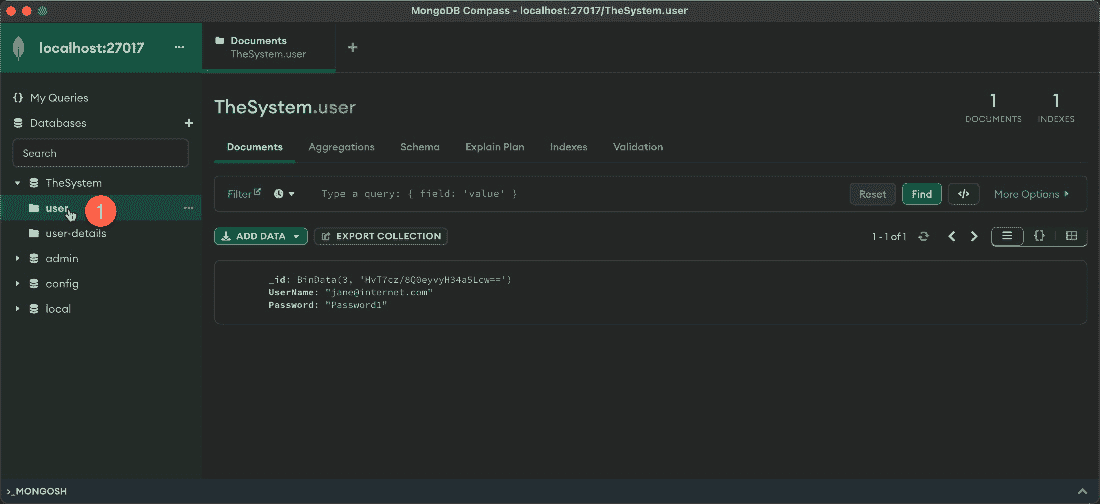 MongoDB Compass - localhost:27017/TheSystem.user
localhost:27017 ...
Documents
TheSystem.user
+
{} My Queries
Databases +
Search
TheSystem
user 1 ...
user-details
admin
config
local
TheSystem.user
1 1
DOCUMENTS INDEXES
Documents Aggregations Schema Explain Plan Indexes Validation
Filter Type a query: { field: 'value' } Reset Find </> More Options
ADD DATA EXPORT COLLECTION 1-1 of 1 {}
_id: BinData(3, 'HvT7cz/8Q0eyvyH34a5Lcw==')
UserName: "jane@internet.com"
Password: "Password1"
>_MONGOSH